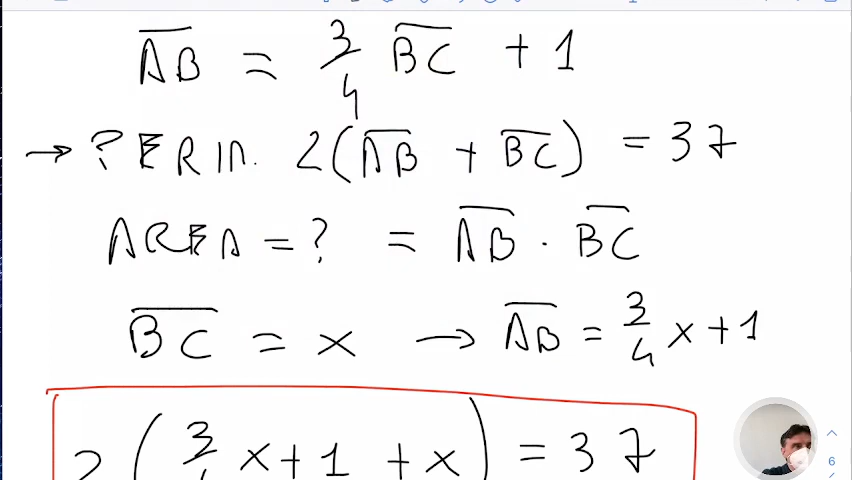 AB = 3/4 BC + 1
→ PERIM. 2(AB + BC) = 37
AREA = ? = AB · BC
BC = x → AB = 3/4 x + 1
2(3/4 x + 1 + x) = 37
6